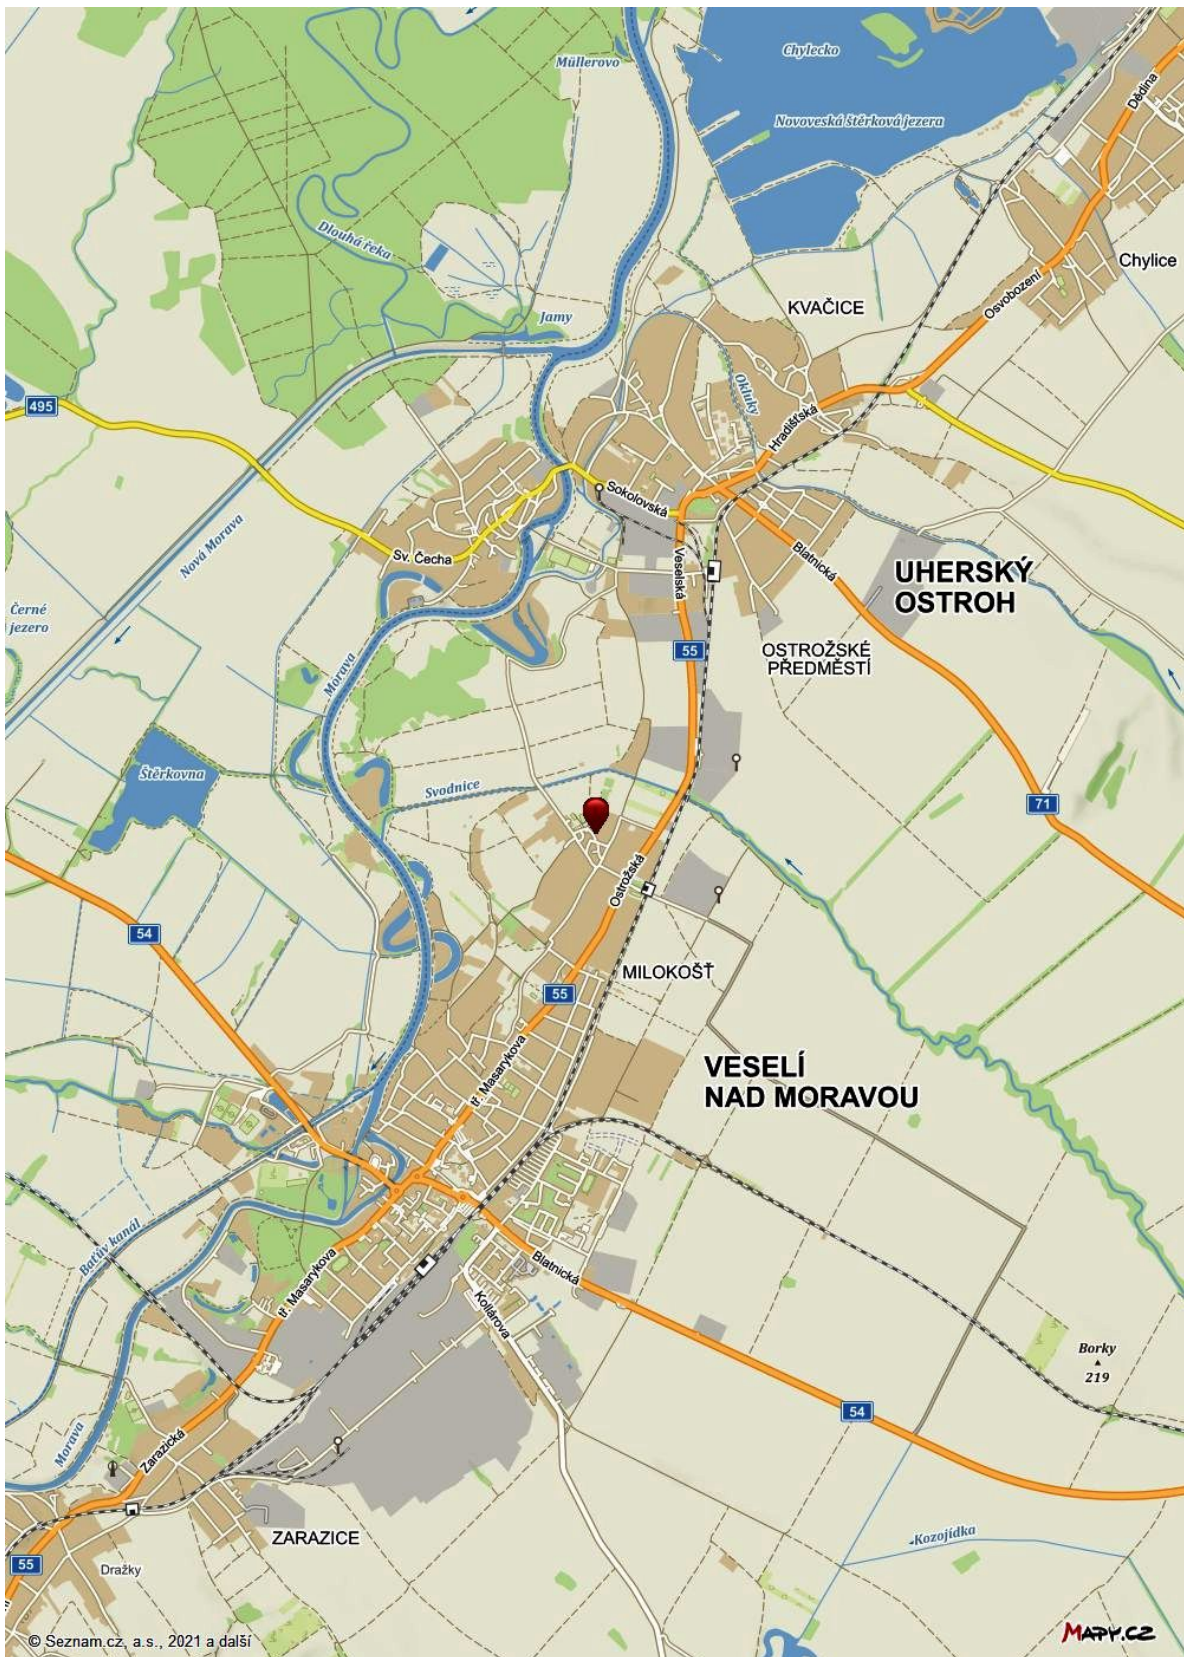 Chylecko
Müllerovo
Dědina
Novoveská štěrková jezera
Dlouhá řeka
Chylice
Osvobození
KVAČICE
Jamy
Okluky
495
Hradišťská
Sokolovská
Nová Morava
Sv. Čecha
Veselská
Blatnická
UHERSKÝ
OSTROH
Černé
jezero
55
OSTROŽSKÉ
PŘEDMĚSTÍ
Morava
Štěrkovna
Svodnice
71
Ostrožská
54
MILOKOŠŤ
55
VESELÍ
NAD MORAVOU
tř. Masarykova
Baťův kanál
Blatnická
tř. Masarykova
Kollárova
Borky
219
54
Morava
Zarazická
ZARAZICE
Kozojídka
55
Dražky
© Seznam.cz, a.s., 2021 a další
MAPY.CZ